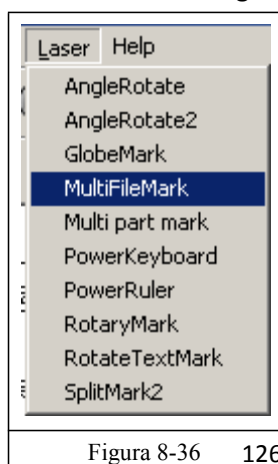 Laser Help
AngleRotate
AngleRotate2
GlobeMark
MultiFileMark
Multi part mark
PowerKeyboard
PowerRuler
RotaryMark
RotateTextMark
SplitMark2
Figura 8-36 126